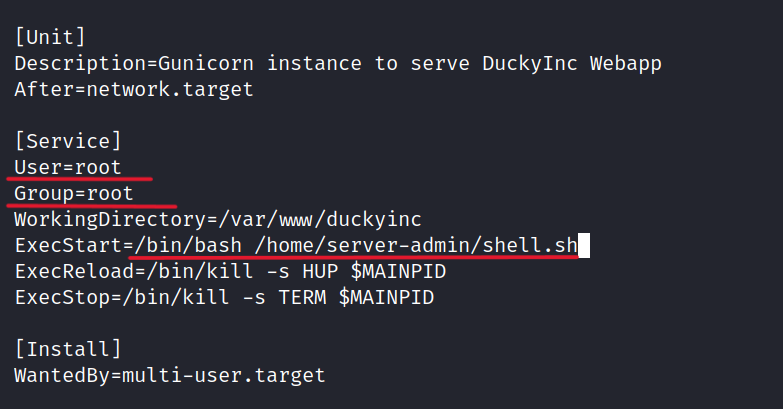 [Unit]
Description=Gunicorn instance to serve DuckyInc Webapp
After=network.target
[Service]
User=root
Group=root
WorkingDirectory=/var/www/duckyinc
ExecStart=/bin/bash /home/server-admin/shell.sh
ExecReload=/bin/kill -s HUP $MAINPID
ExecStop=/bin/kill -s TERM $MAINPID
[Install]
WantedBy=multi-user.target